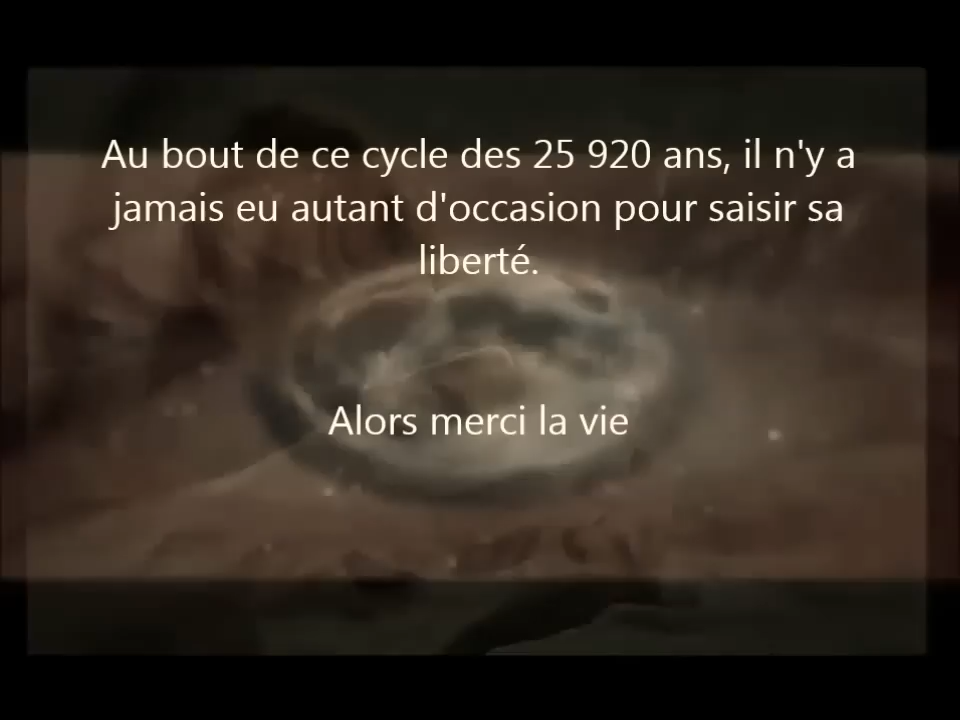 Au bout de ce cycle des 25 920 ans, il n'y a
jamais eu autant d'occasion pour saisir sa
liberté.
Alors merci la vie